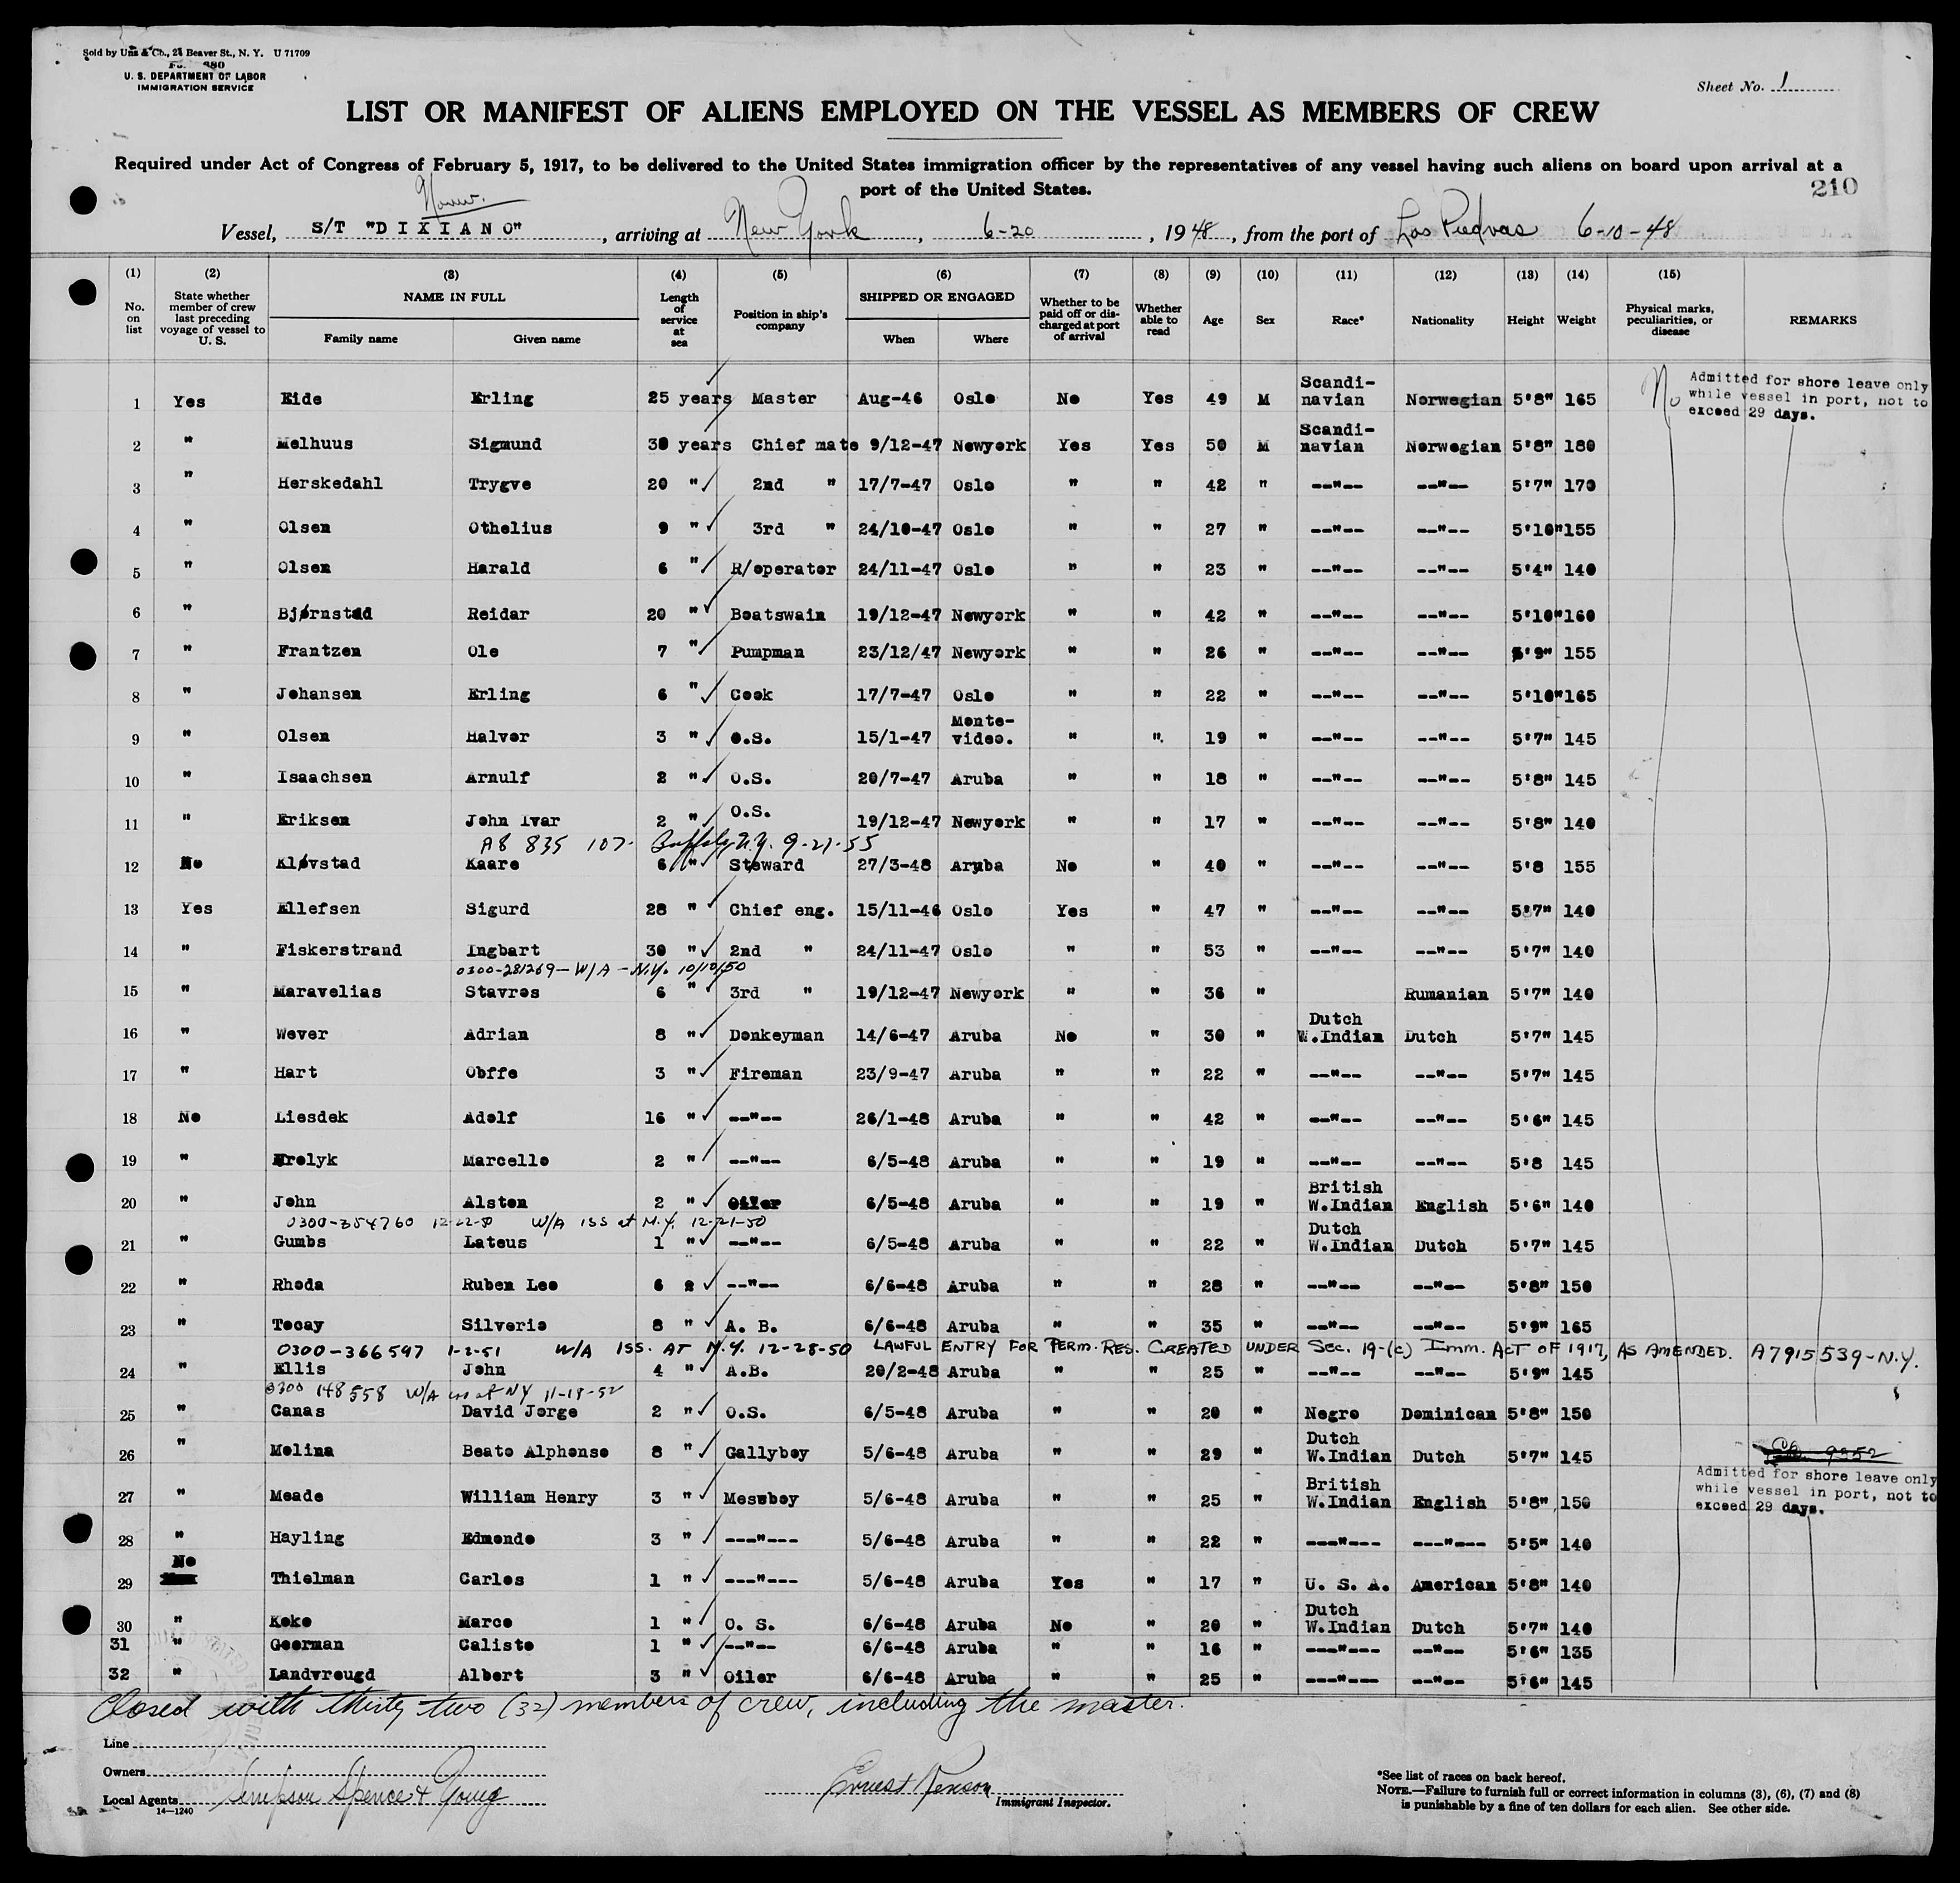 Sold by Unz & Co., 24 Beaver St., N. Y. U 71709
680
U. S. DEPARTMENT OF LABOR
IMMIGRATION SERVICE
Sheet No. 1
LIST OR MANIFEST OF ALIENS EMPLOYED ON THE VESSEL AS MEMBERS OF CREW
Required under Act of Congress of February 5, 1917, to be delivered to the United States immigration officer by the representatives of any vessel having such aliens on board upon arrival at a
port of the United States.
210
Norw.
Vessel, S/T "DIXIANO", arriving at New York, 6-20, 1948, from the port of Las Piedras 6-10-48
(1) (2) (3) (4) (5) (6) (7) (8) (9) (10) (11) (12) (13) (14) (15)
No. on list State whether member of crew last preceding voyage of vessel to U. S. NAME IN FULL Family name Given name Length of service at sea Position in ship's company SHIPPED OR ENGAGED When Where Whether to be paid off or discharged at port of arrival Whether able to read Age Sex Race* Nationality Height Weight Physical marks, peculiarities, or disease REMARKS
1 Yes Eide Erling 25 years Master Aug-46 Oslo No Yes 49 M Scandi-navian Norwegian 5'8" 165 No Admitted for shore leave only while vessel in port, not to exceed 29 days.
2 " Melhuus Sigmund 30 years Chief mate 9/12-47 Newyork Yes Yes 50 M Scandi-navian Norwegian 5'8" 180
3 " Herskedahl Trygve 20 " 2nd " 17/7-47 Oslo " " 42 " --"-- --"-- 5'7" 170
4 " Olsen Othelius 9 " 3rd " 24/10-47 Oslo " " 27 " --"-- --"-- 5'10" 155
5 " Olsen Harald 6 " R/operator 24/11-47 Oslo " " 23 " --"-- --"-- 5'4" 140
6 " Bjørnstad Reidar 20 " Boatswain 19/12-47 Newyork " " 42 " --"-- --"-- 5'10" 160
7 " Frantzen Ole 7 " Pumpman 23/12/47 Newyork " " 26 " --"-- --"-- 5'9" 155
8 " Johansen Erling 6 " Cook 17/7-47 Oslo " " 22 " --"-- --"-- 5'10" 165
9 " Olsen Halvor 3 " O.S. 15/1-47 Monte-video. " ". 19 " --"-- --"-- 5'7" 145
10 " Isaachsen Arnulf 2 " O.S. 20/7-47 Aruba " " 18 " --"-- --"-- 5'8" 145
11 " Eriksen John Ivar 2 " O.S. 19/12-47 Newyork " " 17 " --"-- --"-- 5'8" 140
A8 835 107- Buffalo N.Y. 9-21-55
12 No Kløvstad Kaare 6 " Steward 27/3-48 Aruba No " 40 " --"-- --"-- 5'8 155
13 Yes Ellefsen Sigurd 28 " Chief eng. 15/11-46 Oslo Yes " 47 " --"-- --"-- 5'7" 140
14 " Fiskerstrand Ingbart 30 " 2nd " 24/11-47 Oslo " " 53 " --"-- --"-- 5'7" 140
0300-281269-W/A-N.Y. 10/10/50
15 " Maravelias Stavros 6 " 3rd " 19/12-47 Newyork " " 36 " Rumanian 5'7" 140
16 " Wever Adrian 8 " Donkeyman 14/6-47 Aruba No " 30 " Dutch W.Indian Dutch 5'7" 145
17 " Hart Obffe 3 " Fireman 23/9-47 Aruba " " 22 " --"-- --"-- 5'7" 145
18 No Liesdek Adolf 16 " --"-- 26/1-48 Aruba " " 42 " --"-- --"-- 5'6" 145
19 " Krolyk Marcello 2 " --"-- 6/5-48 Aruba " " 19 " --"-- --"-- 5'8 145
20 " John Alston 2 " Oiler 6/5-48 Aruba " " 19 " British W.Indian English 5'6" 140
0300-354760 12-22-50 W/A ISS at N.Y. 12-21-50
21 " Gumbs Lateus 1 " --"-- 6/5-48 Aruba " " 22 " Dutch W.Indian Dutch 5'7" 145
22 " Rhoda Ruben Leo 6 " --"-- 6/6-48 Aruba " " 28 " --"-- --"-- 5'8" 150
23 " Tocay Silverio 8 " A. B. 6/6-48 Aruba " " 35 " --"-- --"-- 5'9" 165
0300-366597 1-2-51 W/A ISS. AT N.Y. 12-28-50 LAWFUL ENTRY FOR PERM. RES. CREATED UNDER Sec. 19-(c) Imm. ACT OF 1917, AS AMENDED. A7915539-N.Y.
24 " Ellis John 4 " A.B. 20/2-48 Aruba " " 25 " --"-- --"-- 5'9" 145
0300 148558 W/A iss at NY 11-18-52
25 " Canas David Jorge 2 " O.S. 6/5-48 Aruba " " 20 " Negro Dominican 5'8" 150
26 " Molina Beato Alphonso 8 " Gallyboy 5/6-48 Aruba " " 29 " Dutch W.Indian Dutch 5'7" 145
27 " Meade William Henry 3 " Messboy 5/6-48 Aruba " " 25 " British W.Indian English 5'8" 150 Admitted for shore leave only while vessel in port, not to exceed 29 days.
28 " Hayling Edmondo 3 " ---"--- 5/6-48 Aruba " " 22 " ---"--- ---"--- 5'5" 140
29 No Thielman Carlos 1 " ---"--- 5/6-48 Aruba Yes " 17 " U. S. A. American 5'8" 140
30 " Koko Marco 1 " O. S. 6/6-48 Aruba No " 20 " Dutch W.Indian Dutch 5'7" 140
31 " Geerman Calisto 1 " --"-- 6/6-48 Aruba " " 16 " ---"--- --"-- 5'6" 135
32 " Landvreugd Albert 3 " Oiler 6/6-48 Aruba " " 25 " ---"--- --"-- 5'6" 145
Closed with thirty two (32) members of crew, including the master.
Line
Owners
Local Agents Simpson Spence & Young
14-1240
Ernest Renson
Immigrant Inspector.
*See list of races on back hereof.
NOTE.—Failure to furnish full or correct information in columns (3), (6), (7) and (8)
is punishable by a fine of ten dollars for each alien. See other side.